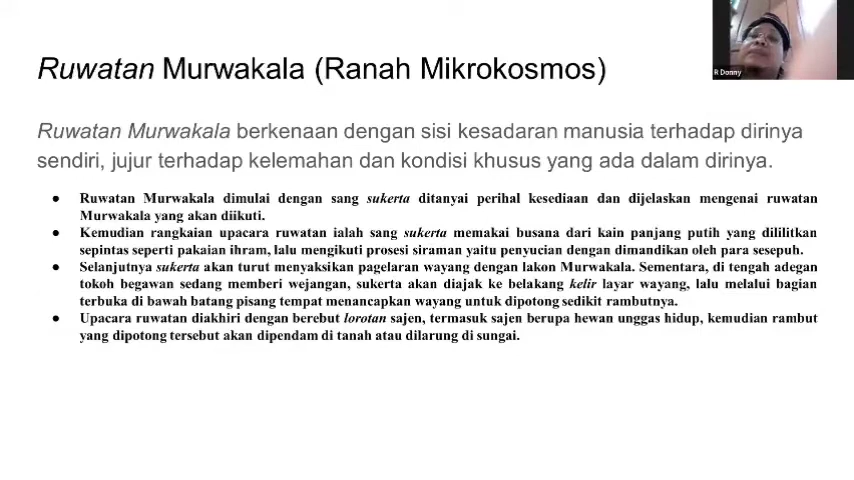 R Donny
Ruwatan Murwakala (Ranah Mikrokosmos)
Ruwatan Murwakala berkenaan dengan sisi kesadaran manusia terhadap dirinya
sendiri, jujur terhadap kelemahan dan kondisi khusus yang ada dalam dirinya.
● Ruwatan Murwakala dimulai dengan sang sukerta ditanyai perihal kesediaan dan dijelaskan mengenai ruwatan
Murwakala yang akan diikuti.
● Kemudian rangkaian upacara ruwatan ialah sang sukerta memakai busana dari kain panjang putih yang dililitkan
sepintas seperti pakaian ihram, lalu mengikuti prosesi siraman yaitu penyucian dengan dimandikan oleh para sesepuh.
● Selanjutnya sukerta akan turut menyaksikan pagelaran wayang dengan lakon Murwakala. Sementara, di tengah adegan
tokoh begawan sedang memberi wejangan, sukerta akan diajak ke belakang kelir layar wayang, lalu melalui bagian
terbuka di bawah batang pisang tempat menancapkan wayang untuk dipotong sedikit rambutnya.
● Upacara ruwatan diakhiri dengan berebut lorotan sajen, termasuk sajen berupa hewan unggas hidup, kemudian rambut
yang dipotong tersebut akan dipendam di tanah atau dilarung di sungai.